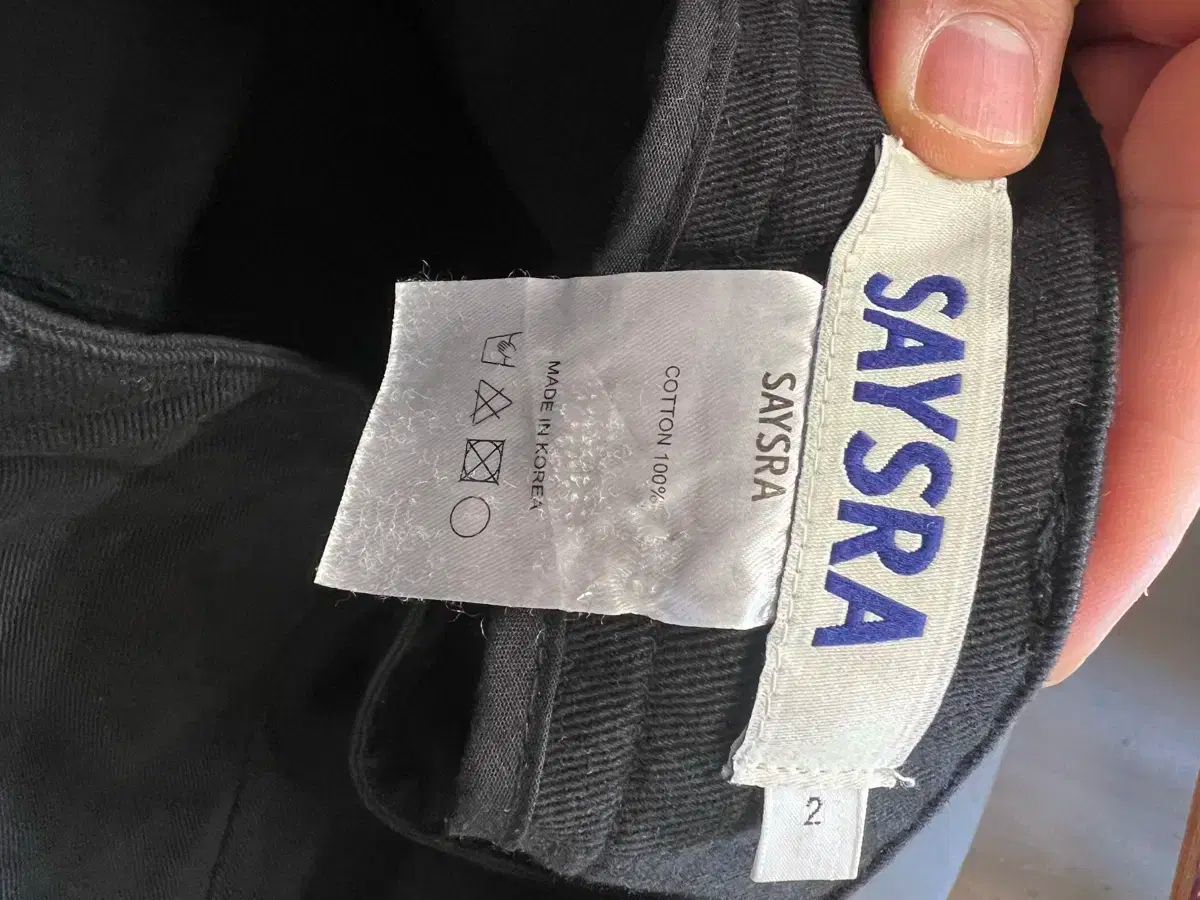 SAYSRA
2
SAYSRA
COTTON 100%
MADE IN KOREA